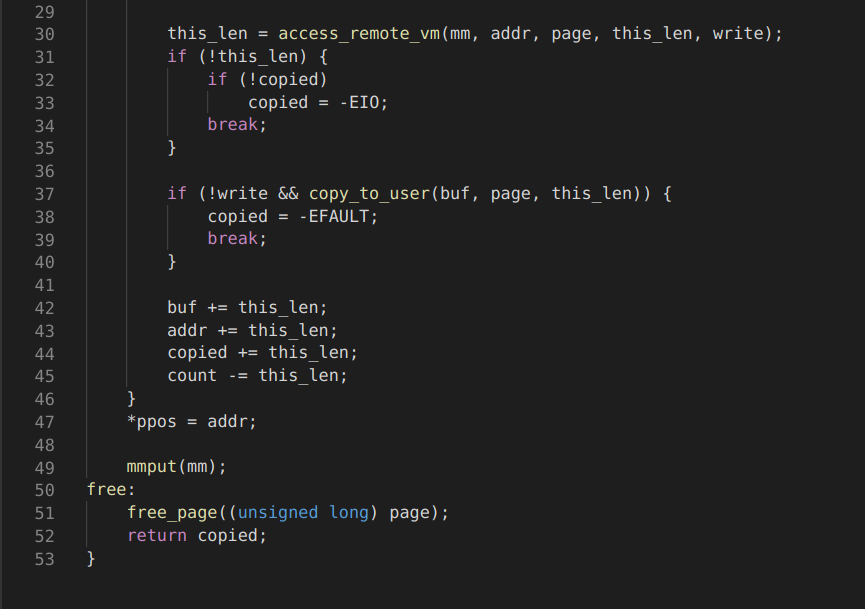 29
30 this_len = access_remote_vm(mm, addr, page, this_len, write);
31 if (!this_len) {
32 if (!copied)
33 copied = -EIO;
34 break;
35 }
36
37 if (!write && copy_to_user(buf, page, this_len)) {
38 copied = -EFAULT;
39 break;
40 }
41
42 buf += this_len;
43 addr += this_len;
44 copied += this_len;
45 count -= this_len;
46 }
47 *ppos = addr;
48
49 mmput(mm);
50 free:
51 free_page((unsigned long) page);
52 return copied;
53 }